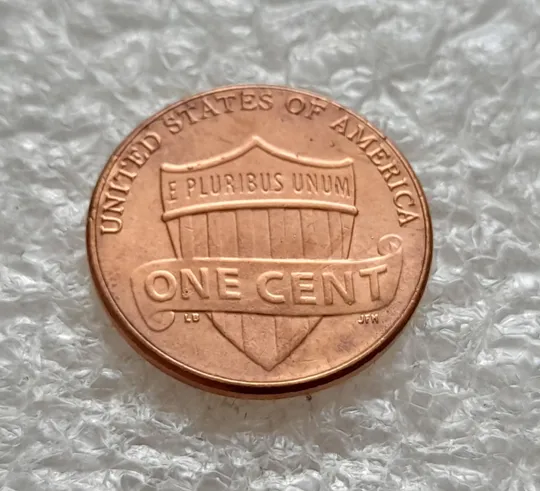 UNITED STATES OF AMERICA
E PLURIBUS UNUM
ONE CENT
LB JFM